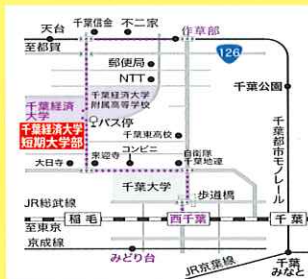 天台
千葉信金
不二家
作草部
至都賀
126
郵便局
NTT
千葉公園
千葉経済大学
附属高等学校
千葉経済
大学
バス停
千葉経済大学
短期大学部
千葉東高校
千葉都市モノレール
大日寺
来迎寺
コンビニ
自衛隊
千葉地連
千葉大学
歩道橋
JR総武線
稲毛
西千葉
千葉
至東京
京成線
みどり台
JR京葉線
千葉
みなと